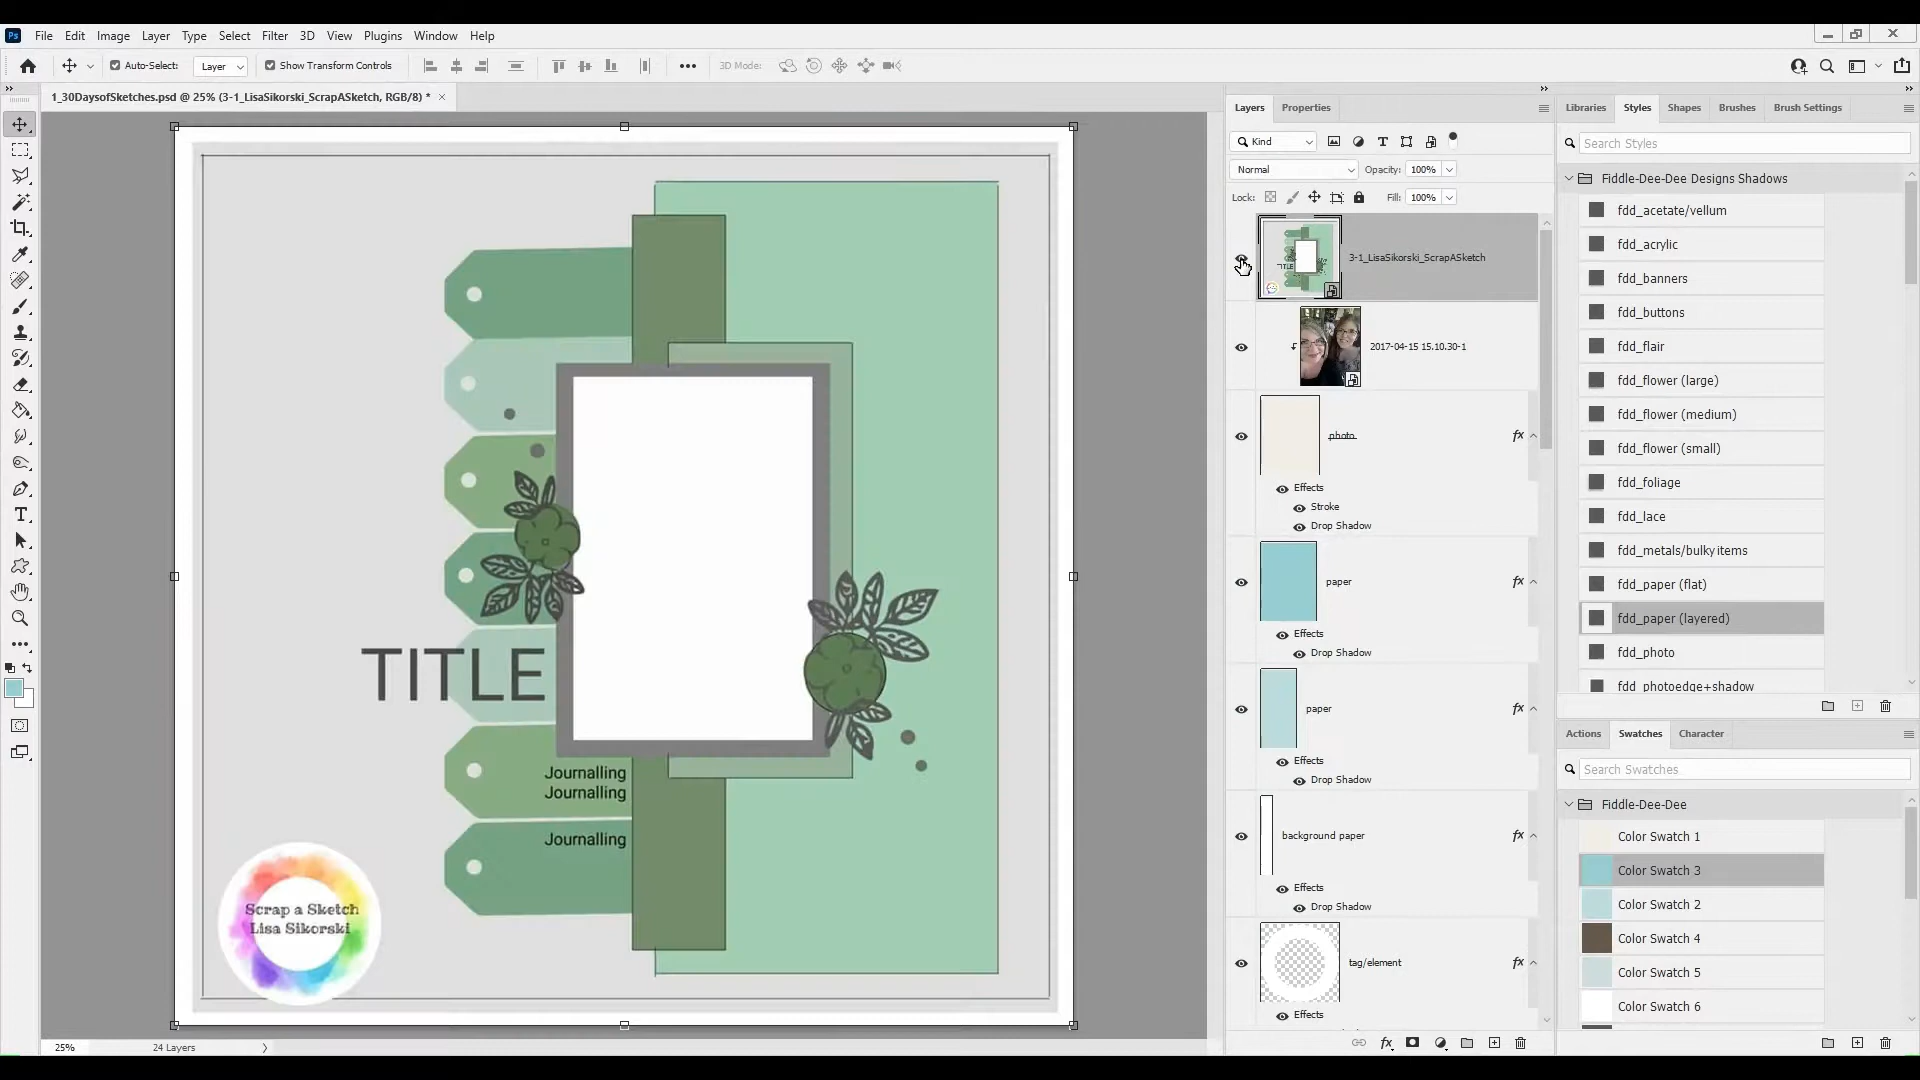 File Edit Image Layer Type Select Filter 3D View Plugins Window Help
Auto-Select: Layer Show Transform Controls 3D Mode:
1_30DaysofSketches.psd @ 25% (3-1_LisaSikorski_ScrapASketch, RGB/8) *
TITLE
Journalling
Journalling
Journalling
Scrap a Sketch
Lisa Sikorski
25% 24 Layers
Layers Properties
Kind
Normal Opacity: 100%
Lock: Fill: 100%
3-1_LisaSikorski_ScrapASketch
2017-04-15 15.10.30-1
photo
fx
Effects
Stroke
Drop Shadow
paper
fx
Effects
Drop Shadow
paper
fx
Effects
Drop Shadow
background paper
fx
Effects
Drop Shadow
tag/element
fx
Effects
fx
Libraries Styles Shapes Brushes Brush Settings
Search Styles
Fiddle-Dee-Dee Designs Shadows
fdd_acetate/vellum
fdd_acrylic
fdd_banners
fdd_buttons
fdd_flair
fdd_flower (large)
fdd_flower (medium)
fdd_flower (small)
fdd_foliage
fdd_lace
fdd_metals/bulky items
fdd_paper (flat)
fdd_paper (layered)
fdd_photo
fdd_photoedge+shadow
Actions Swatches Character
Search Swatches
Fiddle-Dee-Dee
Color Swatch 1
Color Swatch 3
Color Swatch 2
Color Swatch 4
Color Swatch 5
Color Swatch 6